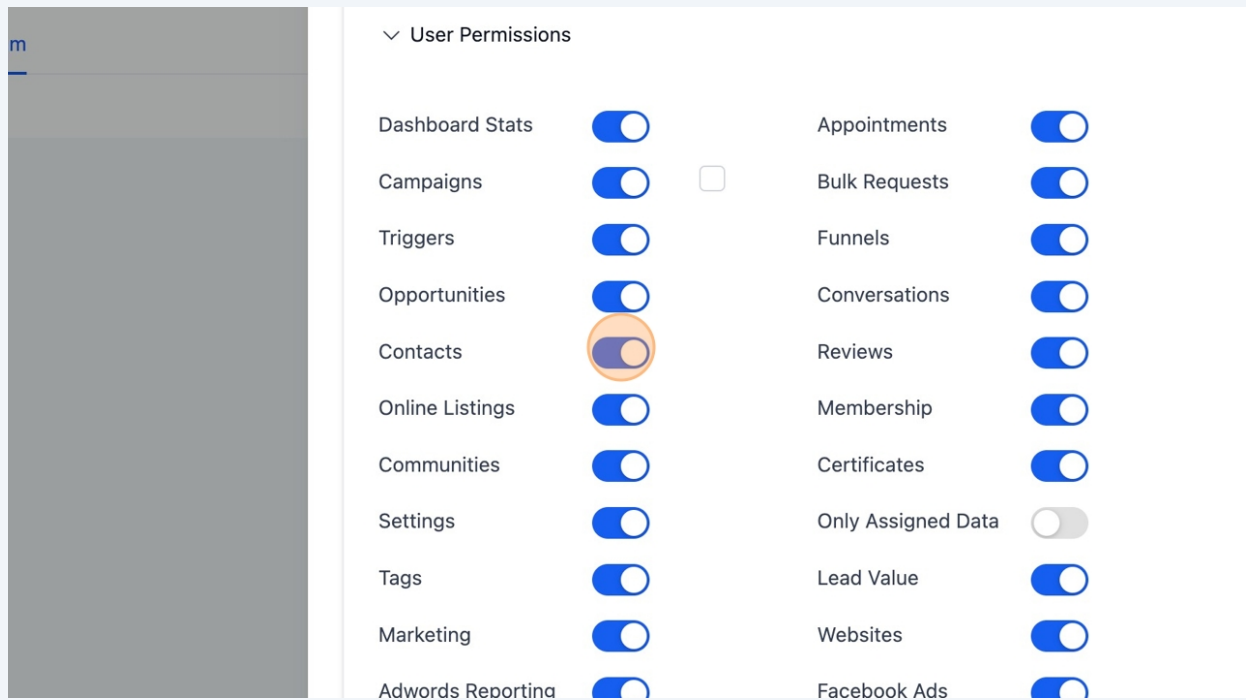 m
User Permissions
Dashboard Stats
Appointments
Campaigns
Bulk Requests
Triggers
Funnels
Opportunities
Conversations
Contacts
Reviews
Online Listings
Membership
Communities
Certificates
Settings
Only Assigned Data
Tags
Lead Value
Marketing
Websites
Adwords Reporting
Facebook Ads